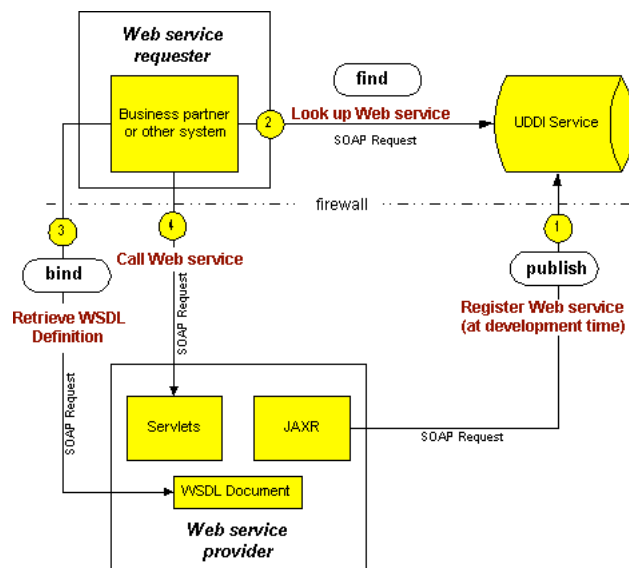 Web service
requester
find
Business partner
or other system
2
Look up Web service
SOAP Request
UDDI Service
firewall
3
4
1
bind
Call Web service
publish
Retrieve WSDL
Definition
SOAP Request
Register Web service
(at development time)
SOAP Request
Servlets
JAXR
SOAP Request
WSDL Document
Web service
provider